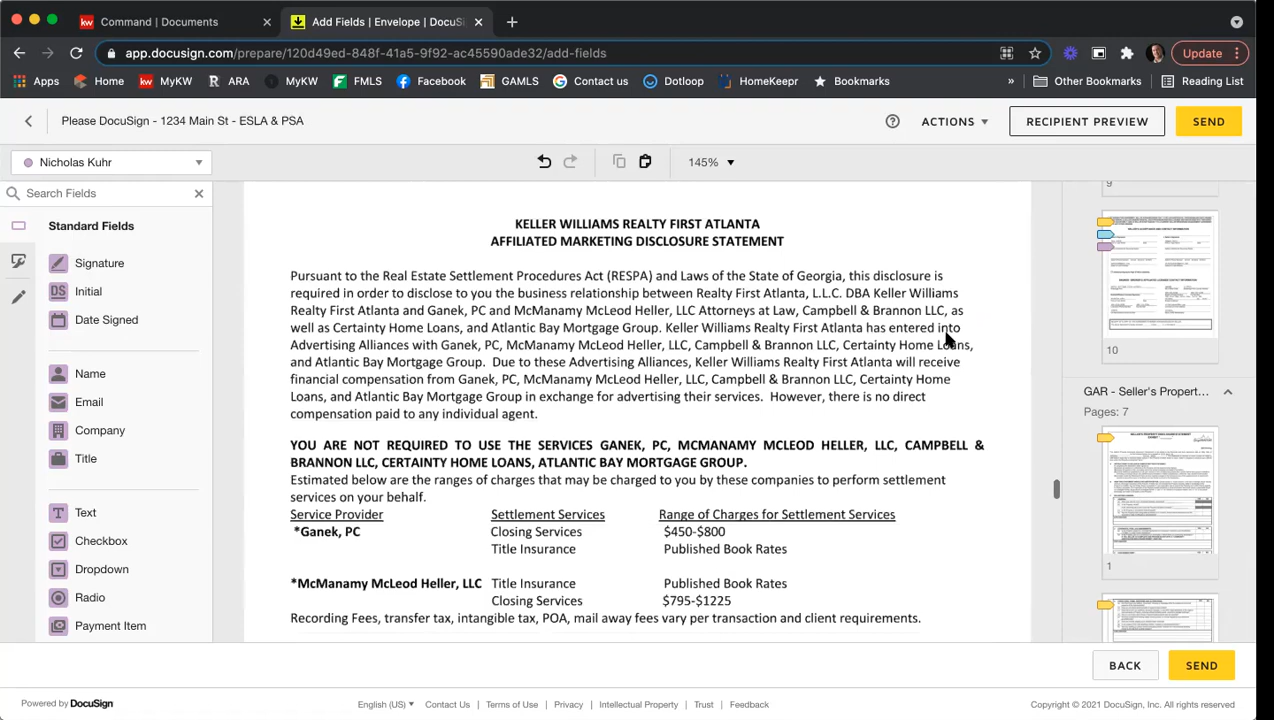 Command | Documents
Add Fields | Envelope | DocuSi
app.docusign.com/prepare/120d49ed-848f-41a5-9f92-ac45590ade32/add-fields
Update
Apps Home MyKW ARA MyKW FMLS Facebook GAMLS Contact us Dotloop HomeKeepr About Us » Other Bookmarks Reading List
Please DocuSign - 1234 Main St - ESLA & PSA
ACTIONS
RECIPIENT PREVIEW
SEND
Nicholas Kuhr
145%
Search Fields
Standard Fields
Signature
Initial
Date Signed
Name
Email
Company
Title
Text
Checkbox
Dropdown
Radio
Payment Item
KELLER WILLIAMS REALTY FIRST ATLANTA
AFFILIATED MARKETING DISCLOSURE STATEMENT
Pursuant to the Real Estate Settlement Procedures Act (RESPA) and Laws of the State of Georgia, this disclosure is
required in order to disclose to you the business relationship between Realty First Atlanta, L.L.C. DBA Keller Williams
Realty First Atlanta and Ganek, PC and McManamy McLeod Heller, LLC Attorneys at Law, Campbell & Brannon LLC, as
well as Certainty Home Loans, and Atlantic Bay Mortgage Group. Keller Williams Realty First Atlanta has entered into
Advertising Alliances with Ganek, PC, McManamy McLeod Heller, LLC, Campbell & Brannon LLC, Certainty Home Loans,
and Atlantic Bay Mortgage Group. Due to these Advertising Alliances, Keller Williams Realty First Atlanta will receive
financial compensation from Ganek, PC, McManamy McLeod Heller, LLC, Campbell & Brannon LLC, Certainty Home
Loans, and Atlantic Bay Mortgage Group in exchange for advertising their services. However, there is no direct
compensation paid to any individual agent.
YOU ARE NOT REQUIRED TO USE THE SERVICES GANEK, PC, MCMANAMY MCLEOD HELLER, LLC, CAMPBELL &
BRANNON LLC, CERTAINTY HOME LOANS, ATLANTIC BAY MORTGAGE GROUP.
Estimated below are the range of charges that may be charged to you by these companies to perform settlement
services on your behalf.
Service Provider Settlement Services Range of Charges for Settlement Services
*Ganek, PC Closing Services $450-$800
Title Insurance Published Book Rates
*McManamy McLeod Heller, LLC Title Insurance Published Book Rates
Closing Services $795-$1225
Recording Fees, transfer tax, intangible tax, POA, mail away fees vary per transaction and client requirements.
9
10
GAR - Seller's Propert...
Pages: 7
1
BACK
SEND
Powered by DocuSign
English (US) Contact Us Terms of Use Privacy Intellectual Property Trust Feedback
Copyright © 2021 DocuSign, Inc. All rights reserved